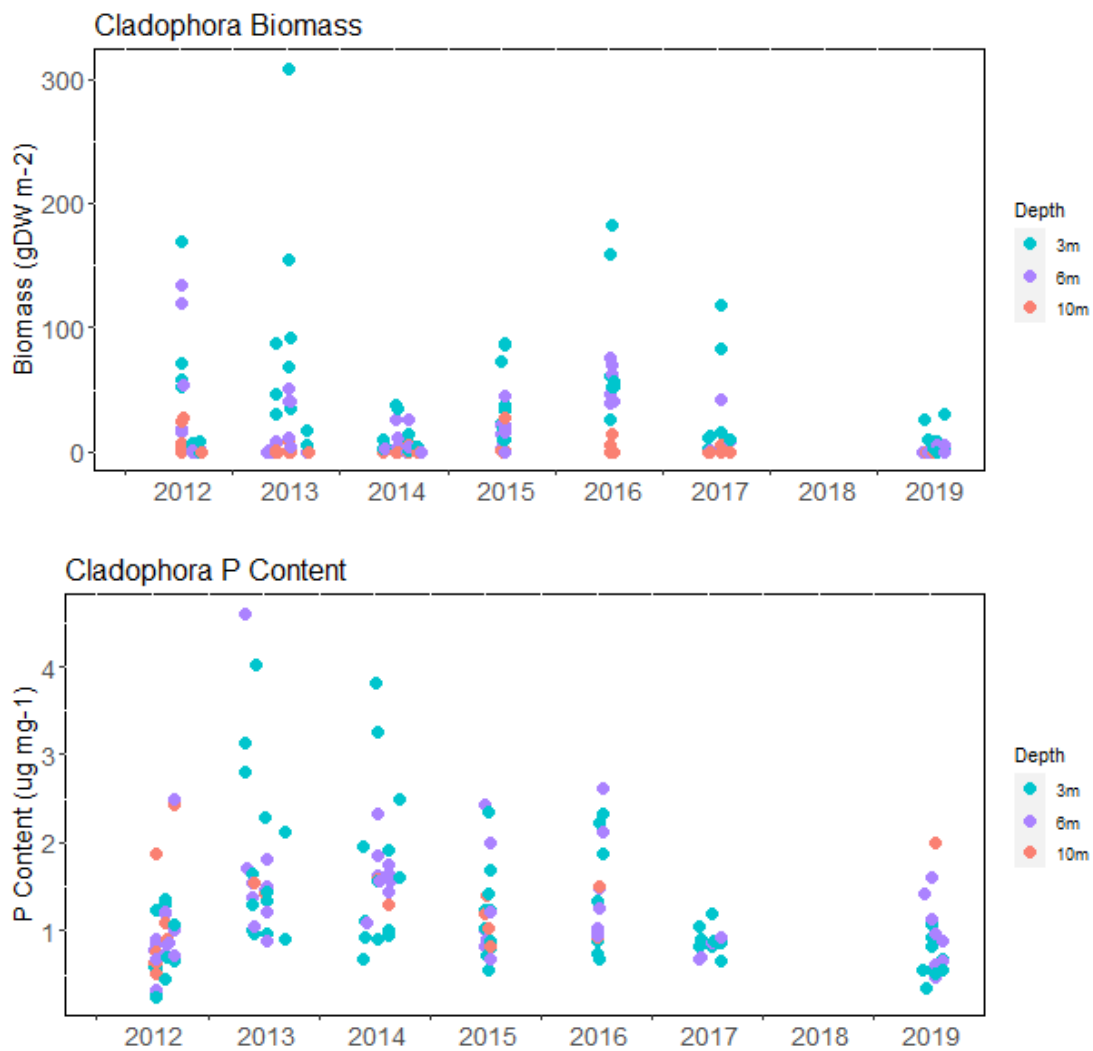 Cladophora Biomass
300
200
100
0
Biomass (gDW m-2)
2012 2013 2014 2015 2016 2017 2018 2019
Depth
3m
6m
10m
Cladophora P Content
4
3
2
1
P Content (ug mg-1)
2012 2013 2014 2015 2016 2017 2018 2019
Depth
3m
6m
10m